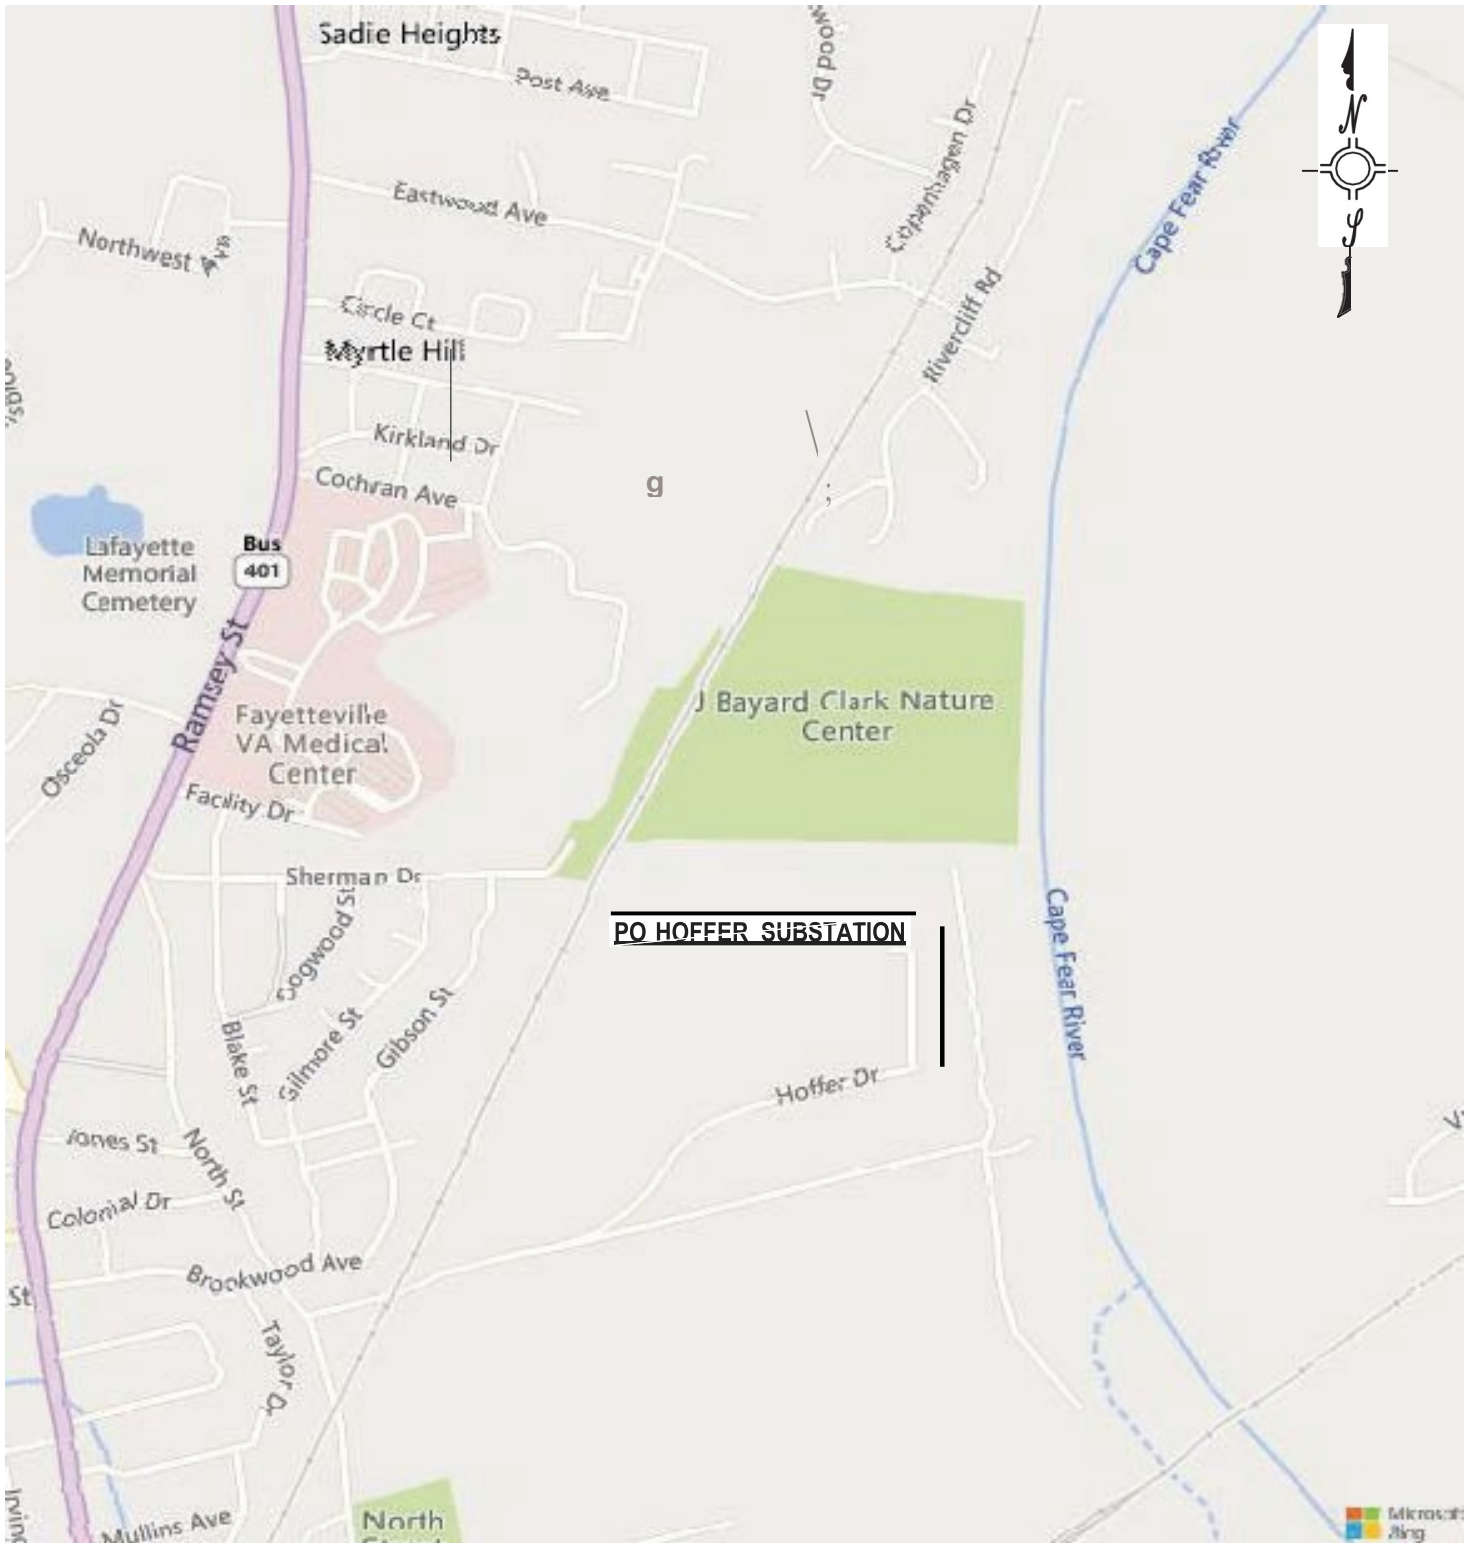 Sadie Heights
Post Ave
wood Dr
Copenhagen Dr
Cape Fear River
N
S
Eastwood Ave
Northwest Ave
Circle Ct
Myrtle Hill
Rivercliff Rd
Kirkland Dr
Cochran Ave
g
;
Lafayette
Memorial
Cemetery
Bus
401
Ramsey St
Osceola Dr
Fayetteville
VA Medical
Center
Facility Dr
J Bayard Clark Nature
Center
Sherman Dr
Dogwood St
PO HOFFER SUBSTATION
Cape Fear River
Blake St
Gilmore St
Gibson St
Hoffer Dr
Jones St
North St
Colonial Dr
Brookwood Ave
St
Taylor D
Mullins Ave
Irving
North
Microsoft
Bing